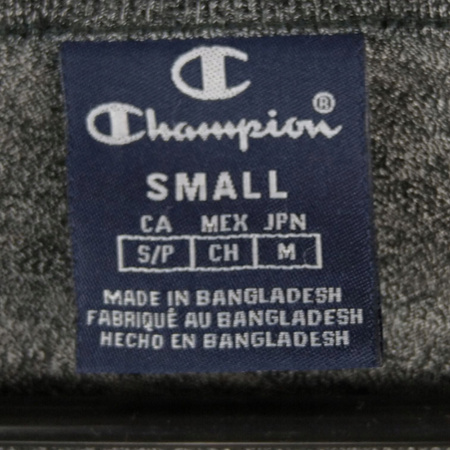 C
Champion®
SMALL
CA MEX JPN
S/P CH M
MADE IN BANGLADESH
FABRIQUÉ AU BANGLADESH
HECHO EN BANGLADESH